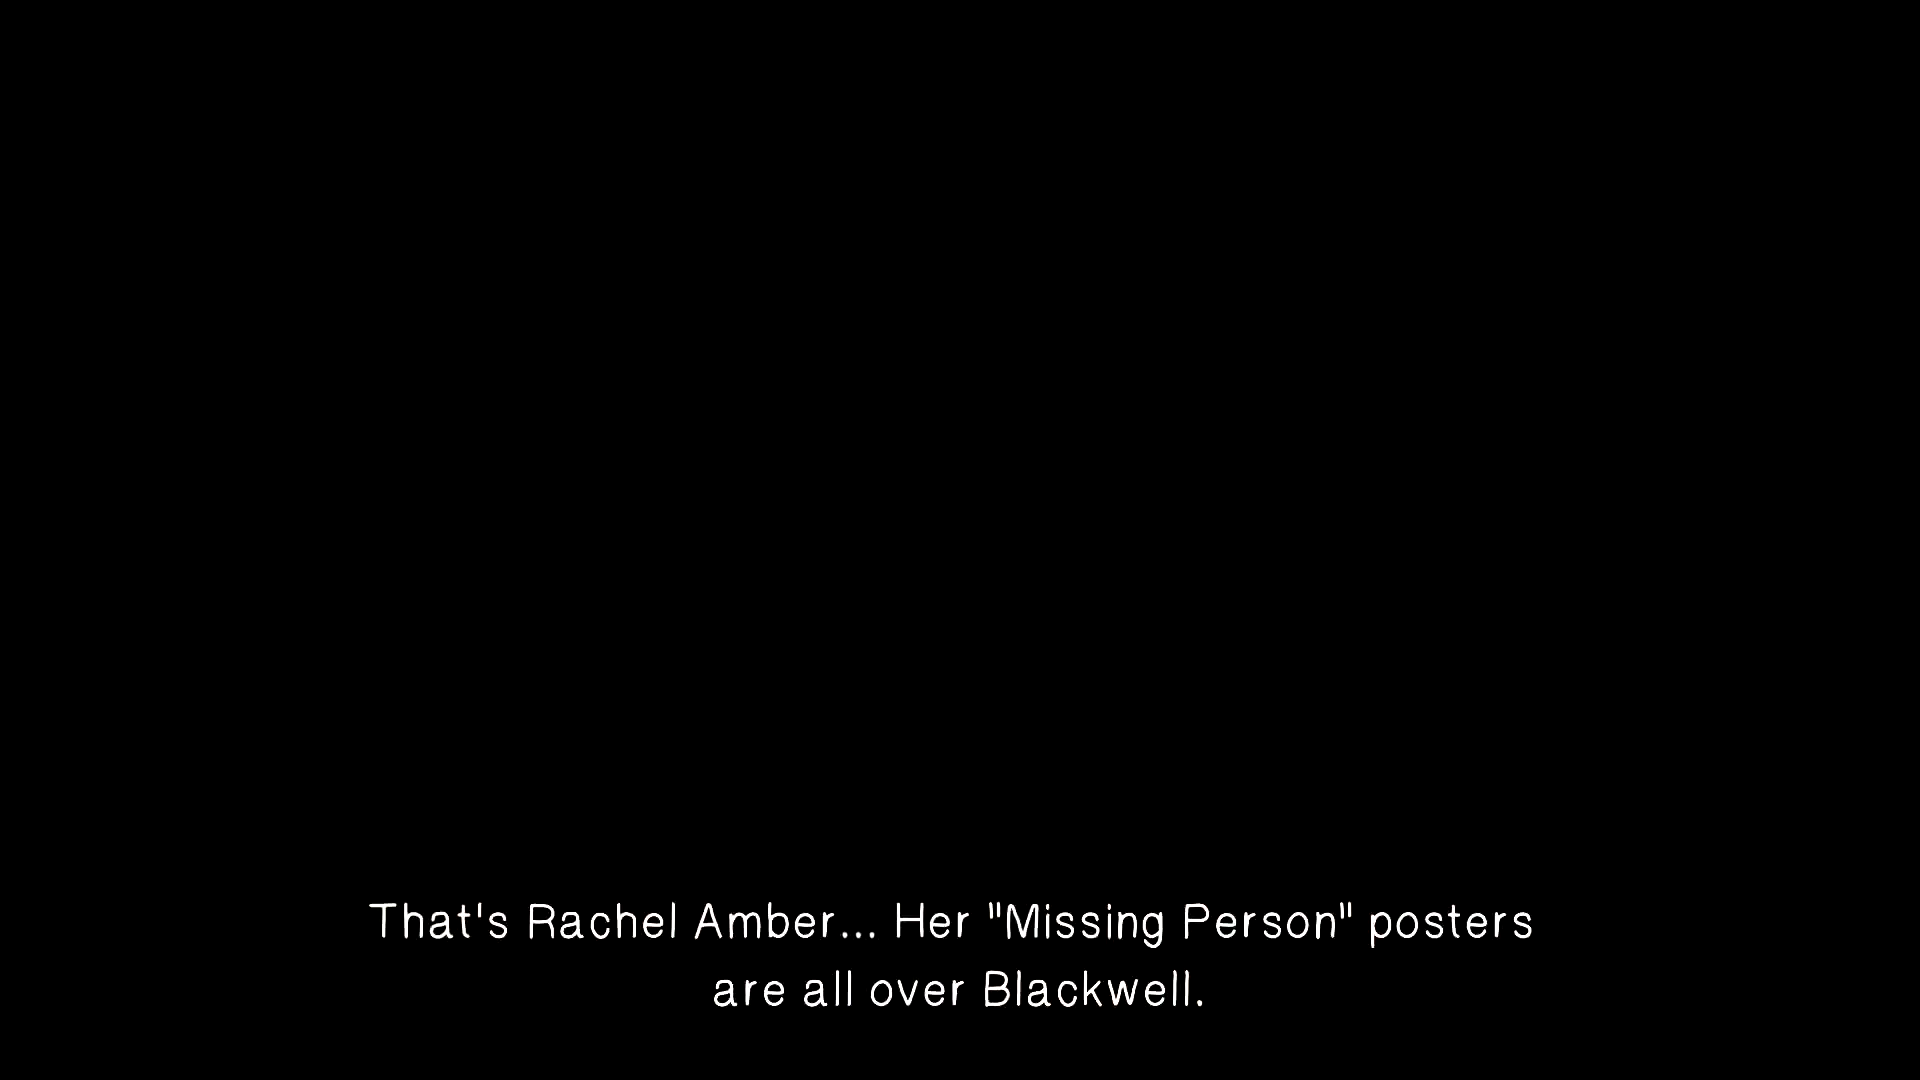 That's Rachel Amber... Her "Missing Person" posters
are all over Blackwell.